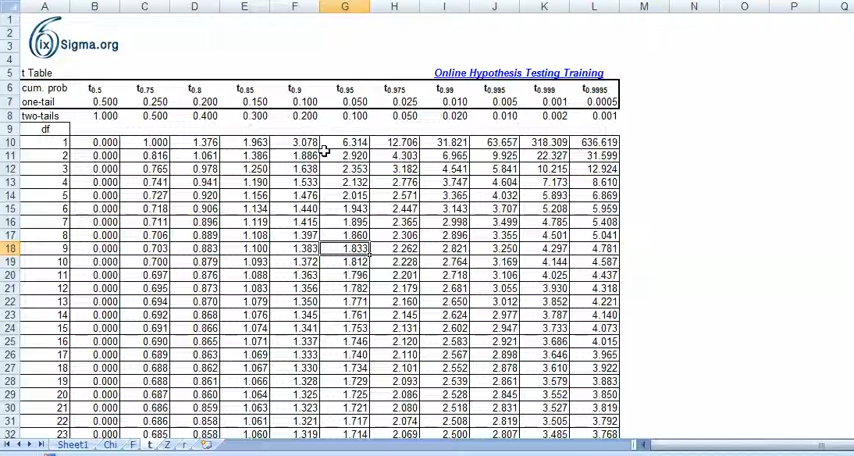 A B C D E F G H I J K L M N O P Q
1
2
3 6ixSigma.org
4
5 t Table Online Hypothesis Testing Training
6 cum. prob t0.5 t0.75 t0.8 t0.85 t0.9 t0.95 t0.975 t0.99 t0.995 t0.999 t0.9995
7 one-tail 0.500 0.250 0.200 0.150 0.100 0.050 0.025 0.010 0.005 0.001 0.0005
8 two-tails 1.000 0.500 0.400 0.300 0.200 0.100 0.050 0.020 0.010 0.002 0.001
9 df
10 1 0.000 1.000 1.376 1.963 3.078 6.314 12.706 31.821 63.657 318.309 636.619
11 2 0.000 0.816 1.061 1.386 1.886 2.920 4.303 6.965 9.925 22.327 31.599
12 3 0.000 0.765 0.978 1.250 1.638 2.353 3.182 4.541 5.841 10.215 12.924
13 4 0.000 0.741 0.941 1.190 1.533 2.132 2.776 3.747 4.604 7.173 8.610
14 5 0.000 0.727 0.920 1.156 1.476 2.015 2.571 3.365 4.032 5.893 6.869
15 6 0.000 0.718 0.906 1.134 1.440 1.943 2.447 3.143 3.707 5.208 5.959
16 7 0.000 0.711 0.896 1.119 1.415 1.895 2.365 2.998 3.499 4.785 5.408
17 8 0.000 0.706 0.889 1.108 1.397 1.860 2.306 2.896 3.355 4.501 5.041
18 9 0.000 0.703 0.883 1.100 1.383 1.833 2.262 2.821 3.250 4.297 4.781
19 10 0.000 0.700 0.879 1.093 1.372 1.812 2.228 2.764 3.169 4.144 4.587
20 11 0.000 0.697 0.876 1.088 1.363 1.796 2.201 2.718 3.106 4.025 4.437
21 12 0.000 0.695 0.873 1.083 1.356 1.782 2.179 2.681 3.055 3.930 4.318
22 13 0.000 0.694 0.870 1.079 1.350 1.771 2.160 2.650 3.012 3.852 4.221
23 14 0.000 0.692 0.868 1.076 1.345 1.761 2.145 2.624 2.977 3.787 4.140
24 15 0.000 0.691 0.866 1.074 1.341 1.753 2.131 2.602 2.947 3.733 4.073
25 16 0.000 0.690 0.865 1.071 1.337 1.746 2.120 2.583 2.921 3.686 4.015
26 17 0.000 0.689 0.863 1.069 1.333 1.740 2.110 2.567 2.898 3.646 3.965
27 18 0.000 0.688 0.862 1.067 1.330 1.734 2.101 2.552 2.878 3.610 3.922
28 19 0.000 0.688 0.861 1.066 1.328 1.729 2.093 2.539 2.861 3.579 3.883
29 20 0.000 0.687 0.860 1.064 1.325 1.725 2.086 2.528 2.845 3.552 3.850
30 21 0.000 0.686 0.859 1.063 1.323 1.721 2.080 2.518 2.831 3.527 3.819
31 22 0.000 0.686 0.858 1.061 1.321 1.717 2.074 2.508 2.819 3.505 3.792
32 23 0.000 0.685 0.858 1.060 1.319 1.714 2.069 2.500 2.807 3.485 3.768
Sheet1 Chi F t Z r